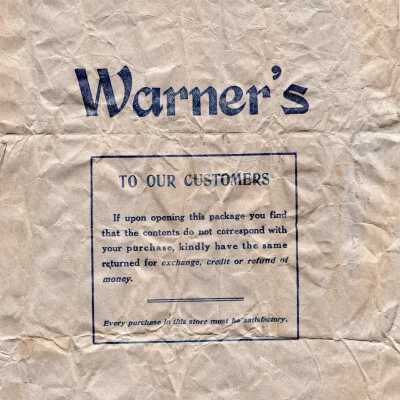 Warner's
TO OUR CUSTOMERS
If upon opening this package you find
that the contents do not correspond with
your purchase, kindly have the same
returned for exchange, credit or refund of
money.
Every purchase in this store must be satisfactory.